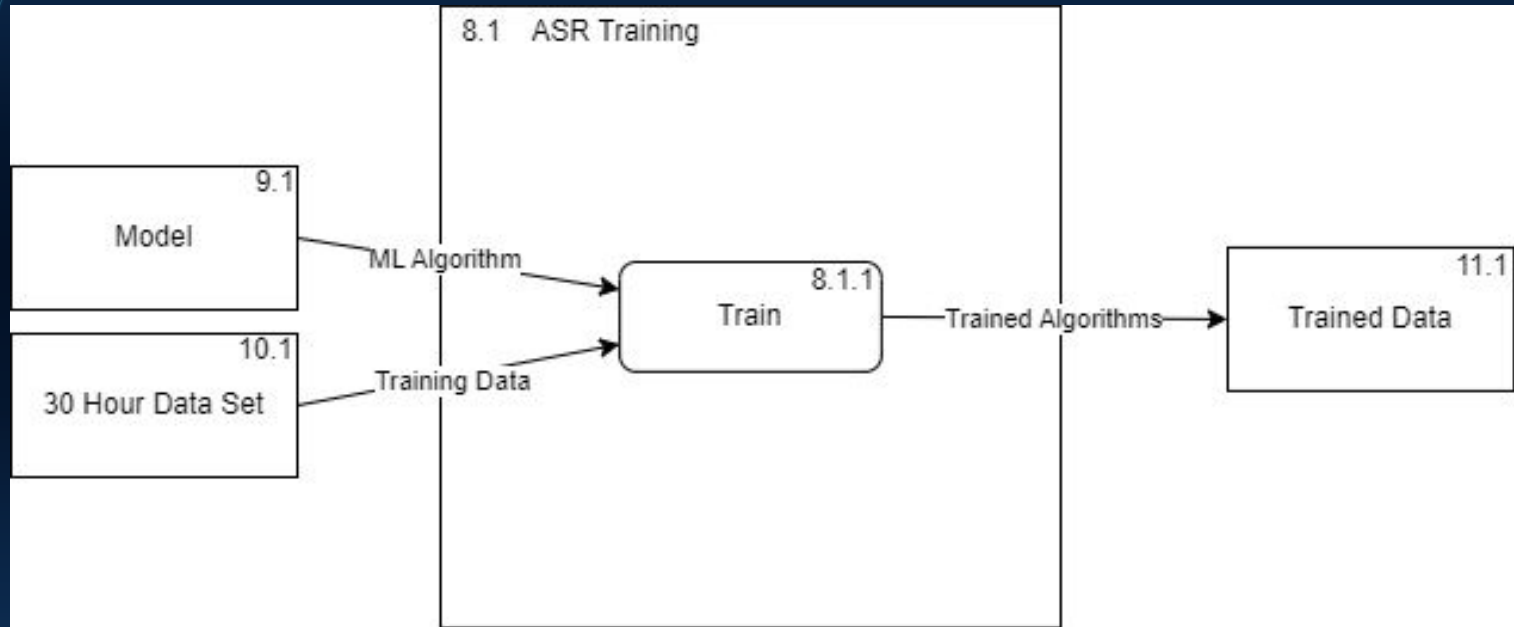 8.1 ASR Training
9.1
Model
ML Algorithm
10.1
30 Hour Data Set
Training Data
8.1.1
Train
Trained Algorithms
11.1
Trained Data